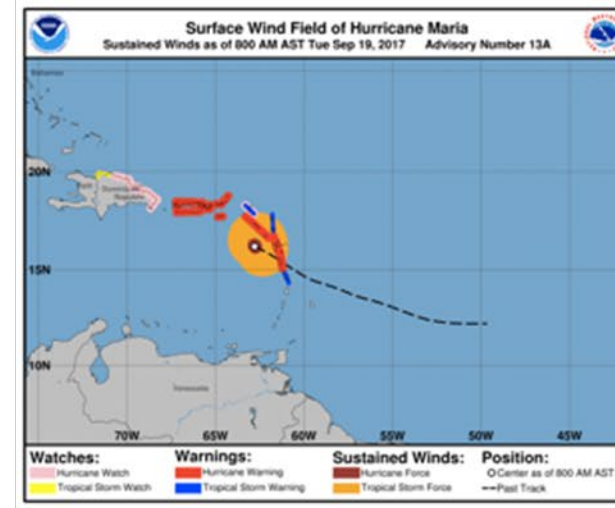 Surface Wind Field of Hurricane Maria
Sustained Winds as of 800 AM AST Tue Sep 19, 2017 Advisory Number 13A
Bahamas
20N
15N
10N
Venezuela
70W 65W 60W 55W 50W 45W
Watches: Warnings: Sustained Winds: Position:
Hurricane Watch Hurricane Warning Hurricane Force Center as of 800 AM AST
Tropical Storm Watch Tropical Storm Warning Tropical Storm Force Past Track